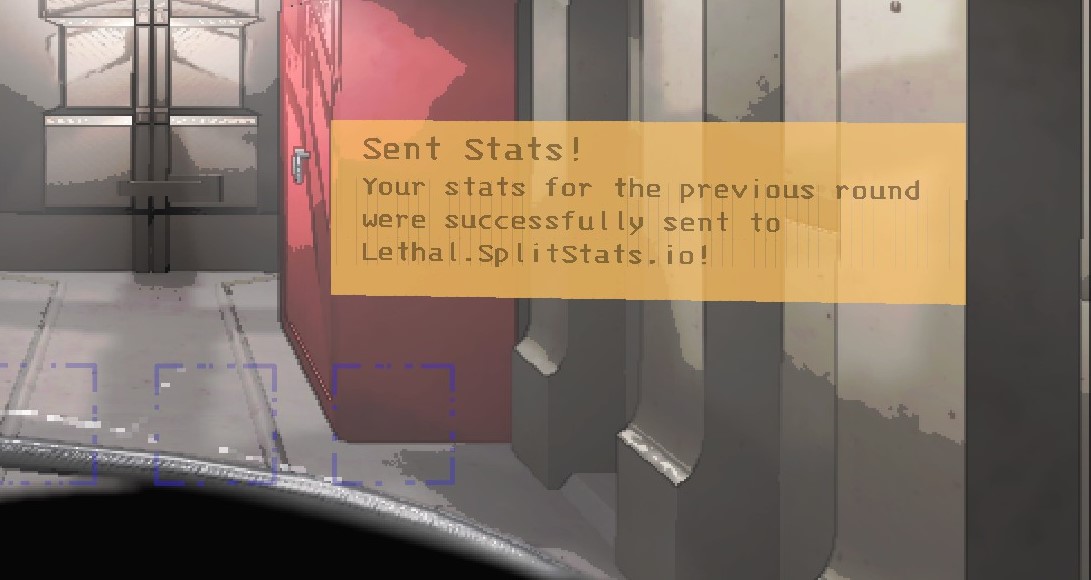 Sent Stats!
Your stats for the previous round
were successfully sent to
Lethal.SplitStats.io!